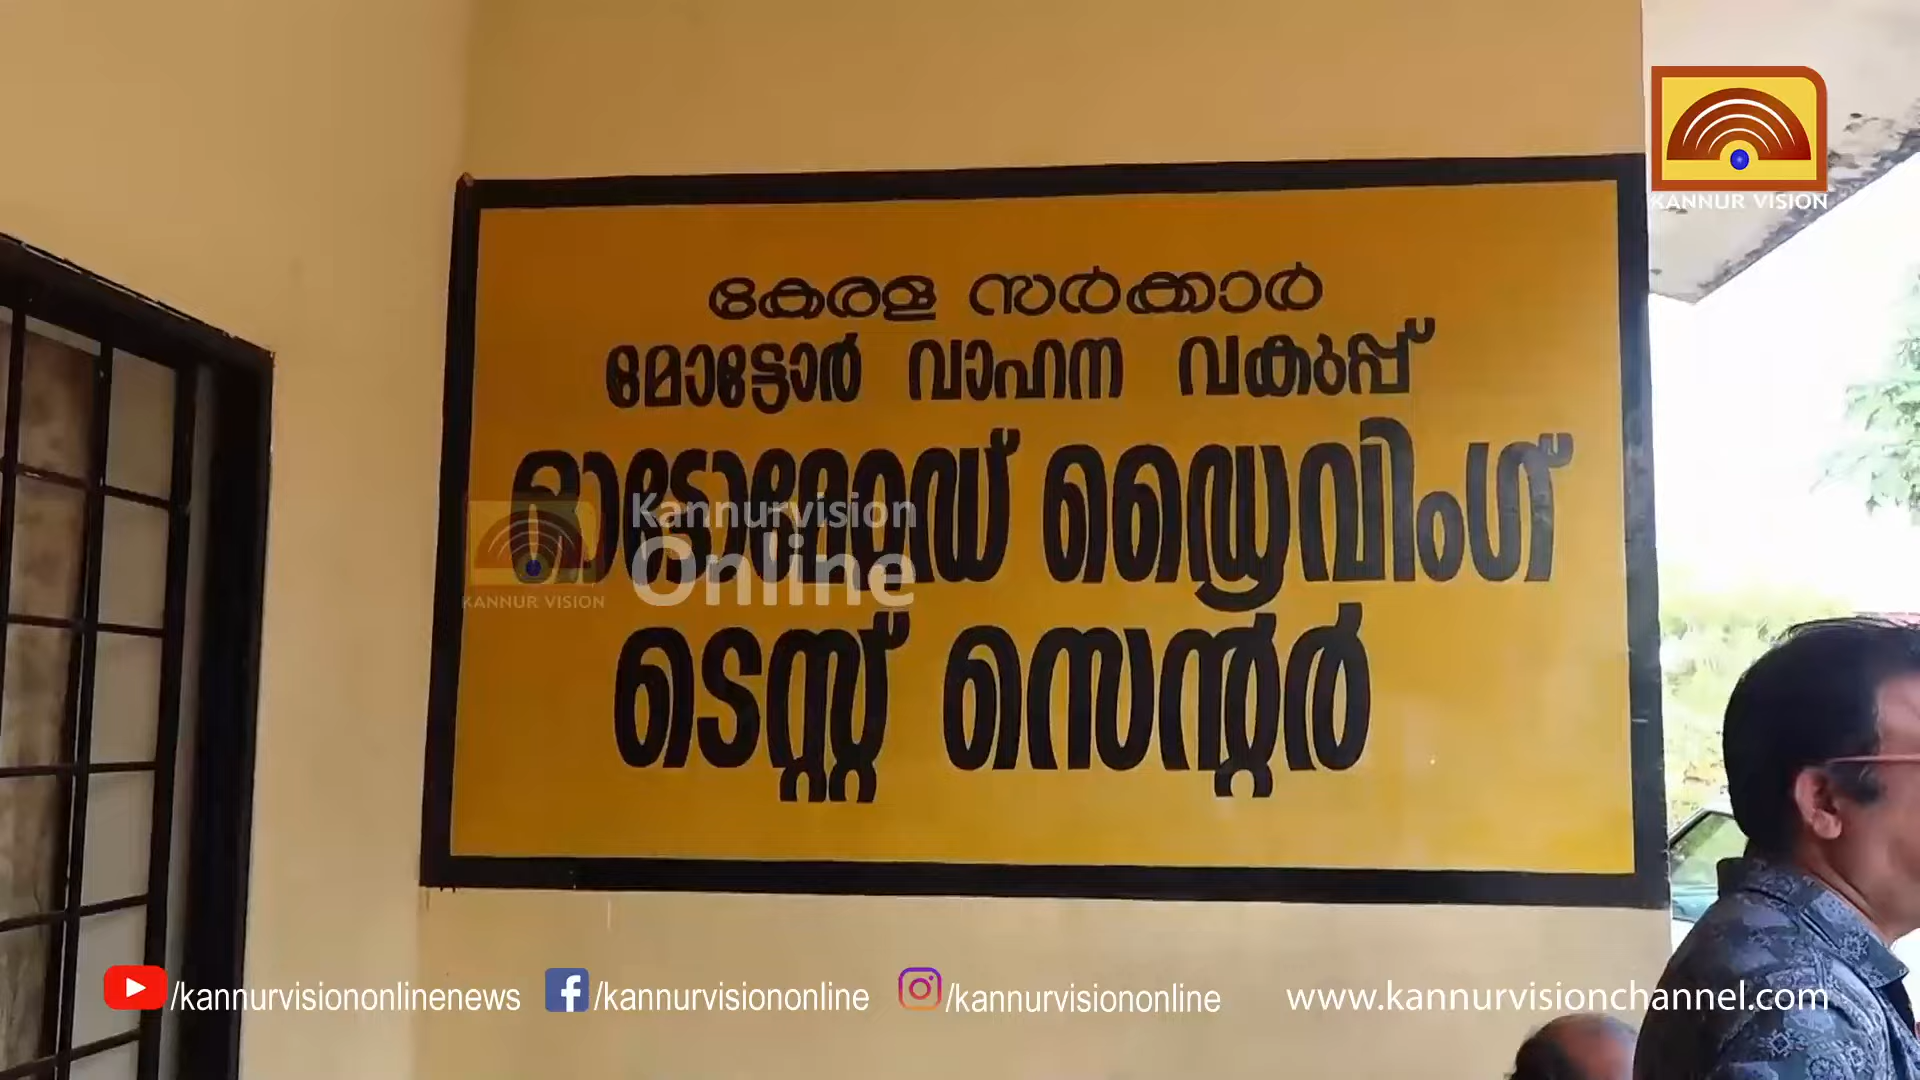 KANNUR VISION
കേരള സർക്കാർ
മോട്ടോർ വാഹന വകുപ്പ്
ഓട്ടോമേറ്റഡ് ഡ്രൈവിംഗ്
ടെസ്റ്റ് സെന്റർ
Kannurvision
Online
KANNUR VISION
/kannurvisiononlinenews /kannurvisiononline /kannurvisiononline www.kannurvisionchannel.com